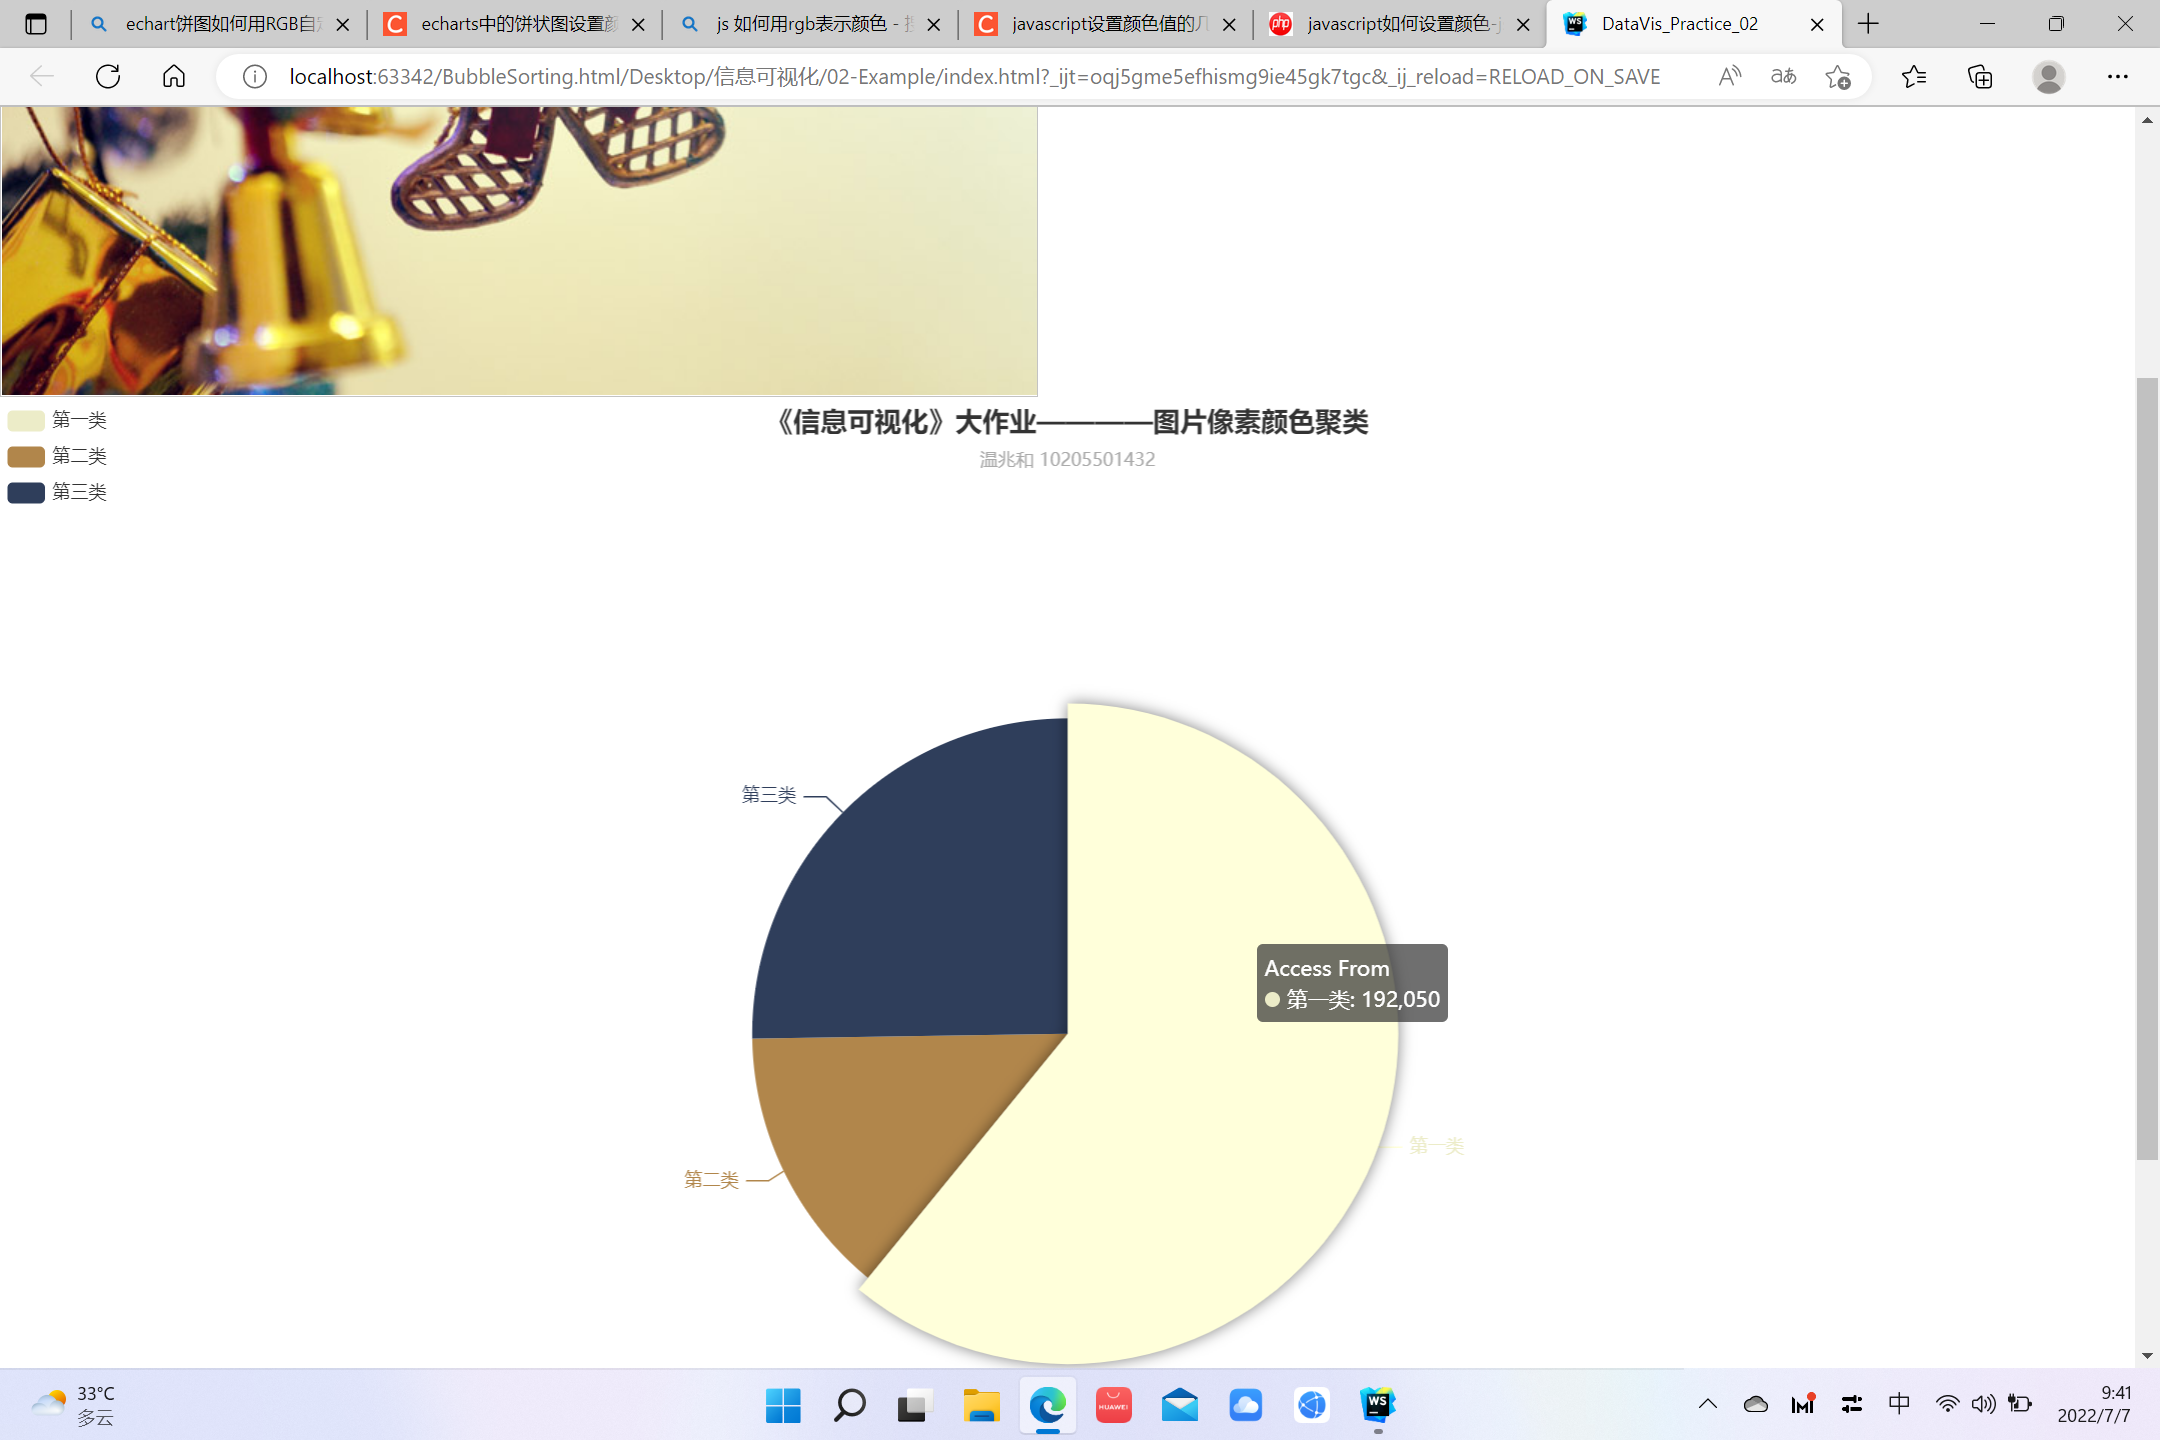 echart饼图如何用RGB自定
echarts中的饼状图设置颜
js 如何用rgb表示颜色 - 搜
javascript设置颜色值的几
javascript如何设置颜色-j
DataVis_Practice_02
localhost:63342/BubbleSorting.html/Desktop/信息可视化/02-Example/index.html?_ijt=oqj5gme5efhismg9ie45gk7tgc&_ij_reload=RELOAD_ON_SAVE
第一类
第二类
第三类
《信息可视化》大作业————图片像素颜色聚类
温兆和 10205501432
第三类
Access From
第一类: 192,050
第一类
第二类
33°C
多云
HUAWEI
WS
中
9:41
2022/7/7